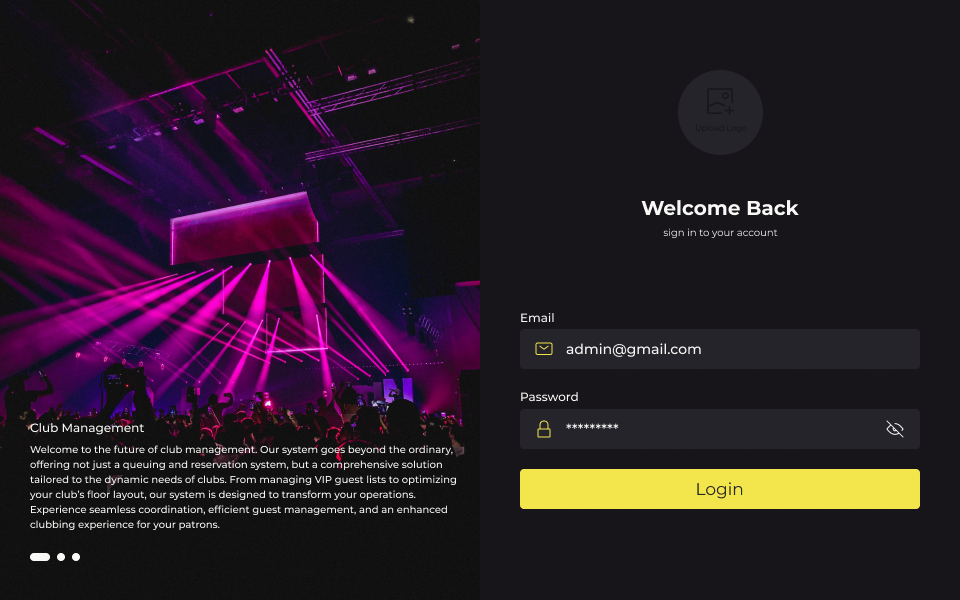 Upload Logo
Welcome Back
sign in to your account
Email
admin@gmail.com
Password
*********
Login
Club Management
Welcome to the future of club management. Our system goes beyond the ordinary,
offering not just a queuing and reservation system, but a comprehensive solution
tailored to the dynamic needs of clubs. From managing VIP guest lists to optimizing
your club's floor layout, our system is designed to transform your operations.
Experience seamless coordination, efficient guest management, and an enhanced
clubbing experience for your patrons.